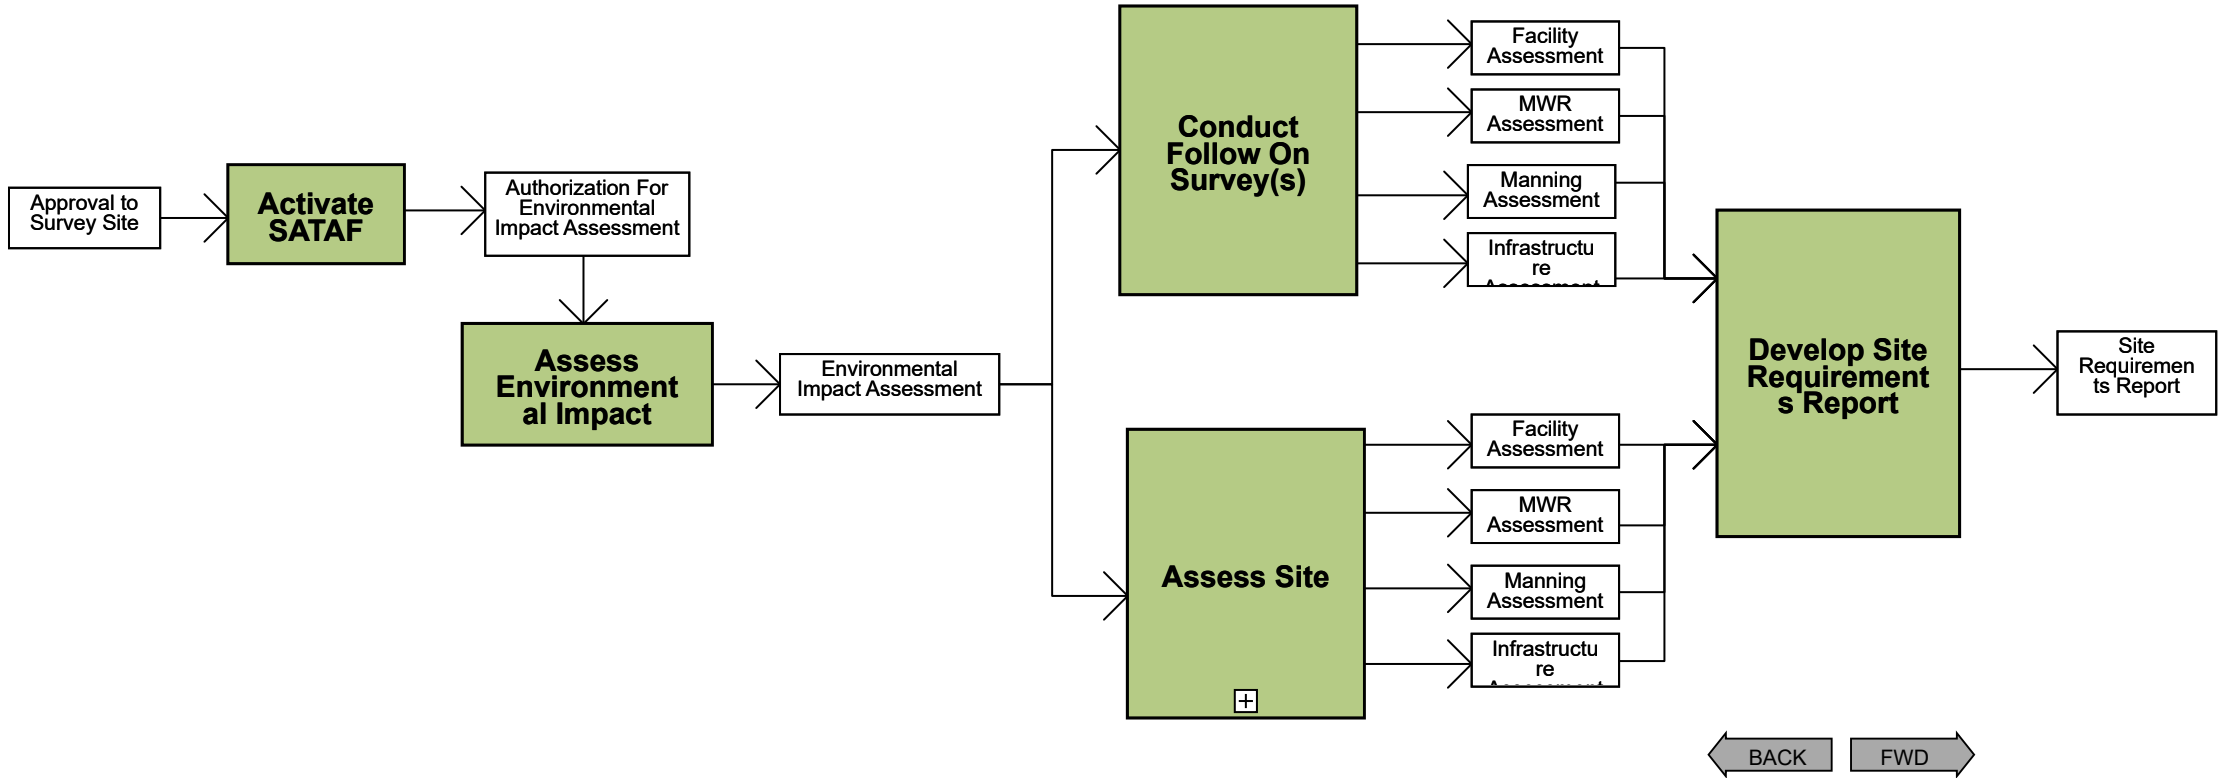 Approval to
Survey Site
Activate
SATAF
Authorization For
Environmental
Impact Assessment
Assess
Environment
al Impact
Environmental
Impact Assessment
Conduct
Follow On
Survey(s)
Facility
Assessment
MWR
Assessment
Manning
Assessment
Infrastructu
re
Assessment
Assess Site
Facility
Assessment
MWR
Assessment
Manning
Assessment
Infrastructu
re
Develop Site
Requirement
s Report
Site
Requiremen
ts Report
BACK
FWD